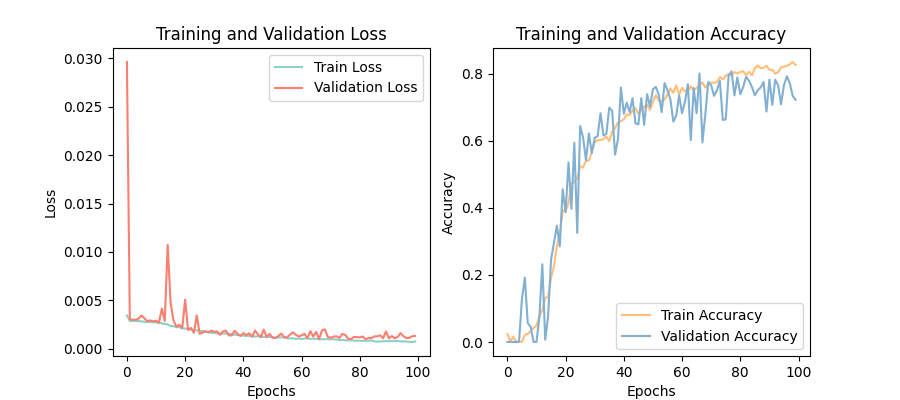 Training and Validation Loss
Train Loss
Validation Loss
0.030
0.025
0.020
0.015
0.010
0.005
0.000
Loss
0 20 40 60 80 100
Epochs
Training and Validation Accuracy
0.8
0.6
0.4
0.2
0.0
Accuracy
Train Accuracy
Validation Accuracy
0 20 40 60 80 100
Epochs